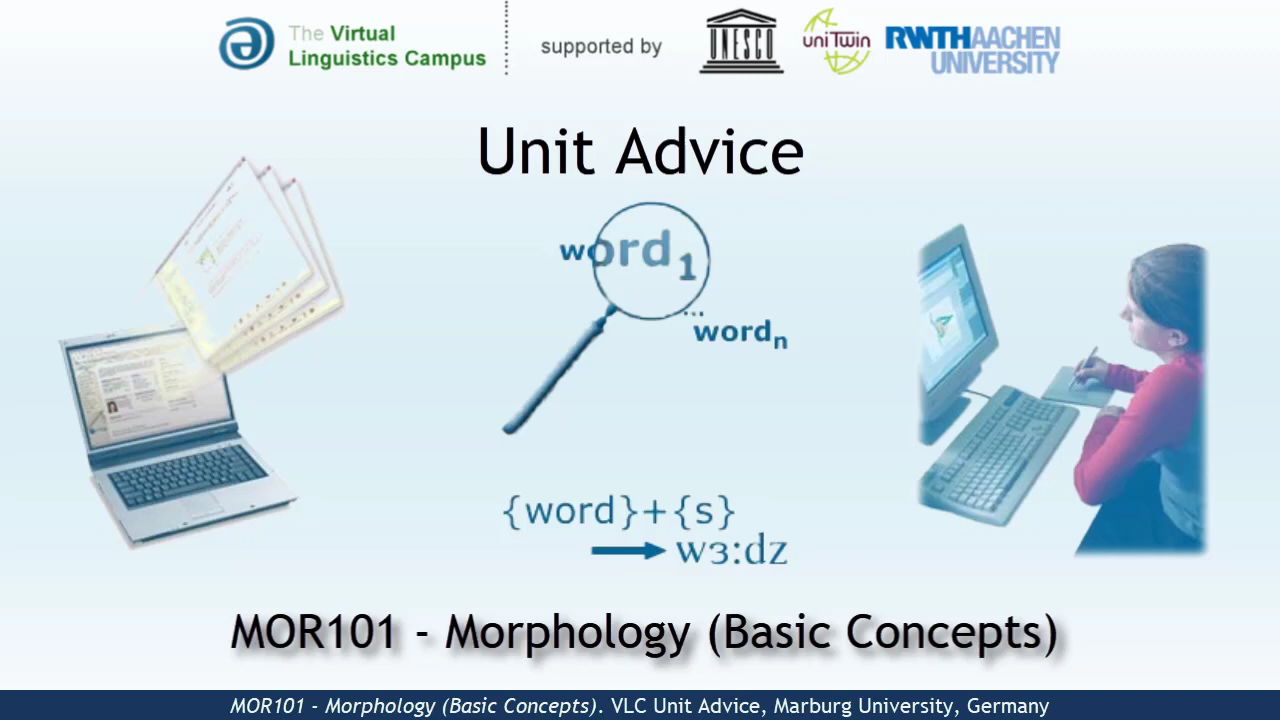 The Virtual
Linguistics Campus
supported by
UNESCO
uniTwin
RWTHAACHEN
UNIVERSITY
Unit Advice
word1
...
wordn
{word}+{s}
wɜ:dz
MOR101 - Morphology (Basic Concepts)
MOR101 - Morphology (Basic Concepts). VLC Unit Advice, Marburg University, Germany